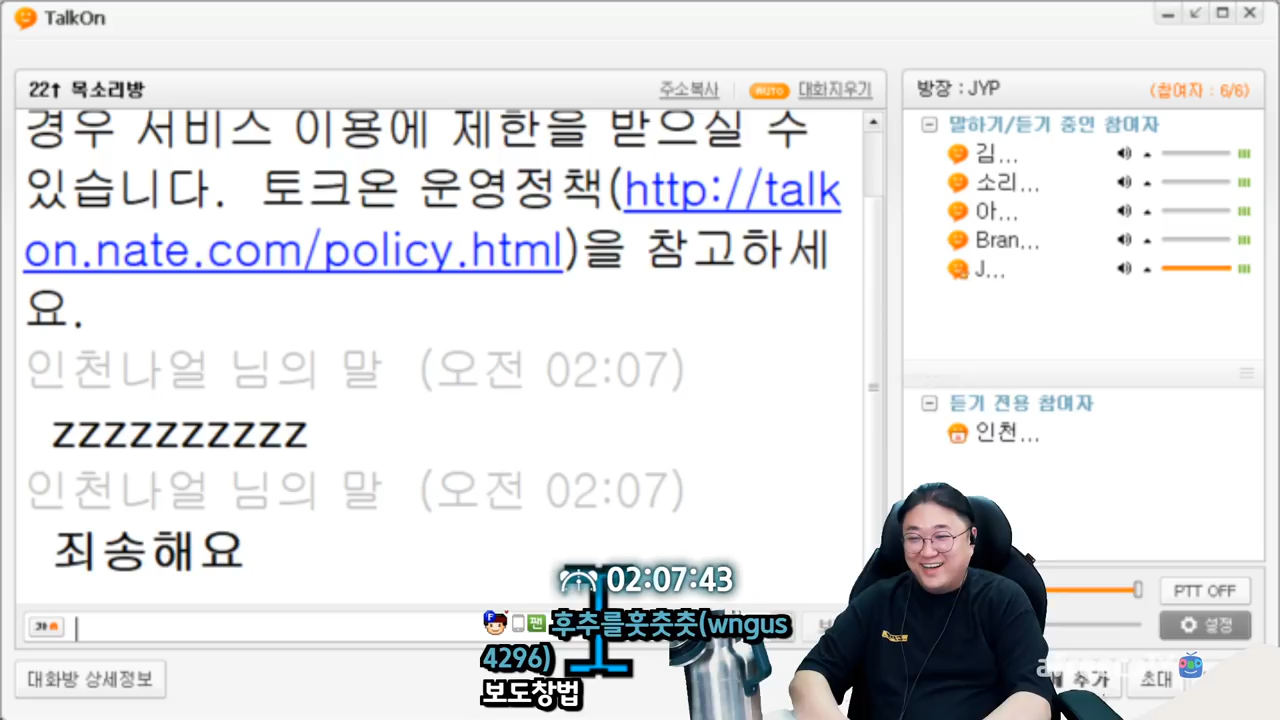 TalkOn
22↑ 목소리방
주소복사
AUTO
대화지우기
경우 서비스 이용에 제한을 받으실 수
있습니다. 토크온 운영정책(http://talk
on.nate.com/policy.html)을 참고하세
요.
인천나얼 님의 말 (오전 02:07)
zzzzzzzzzz
인천나얼 님의 말 (오전 02:07)
죄송해요
가
대화방 상세정보
방장 : JYP
(참여자 : 6/6)
말하기/듣기 중인 참여자
김...
소리...
아...
Bran...
J...
듣기 전용 참여자
인천...
PTT OFF
설정
추가
초대
02:07:43
F
팬
후추를훗츳츳(wngus
4296)
보도창법